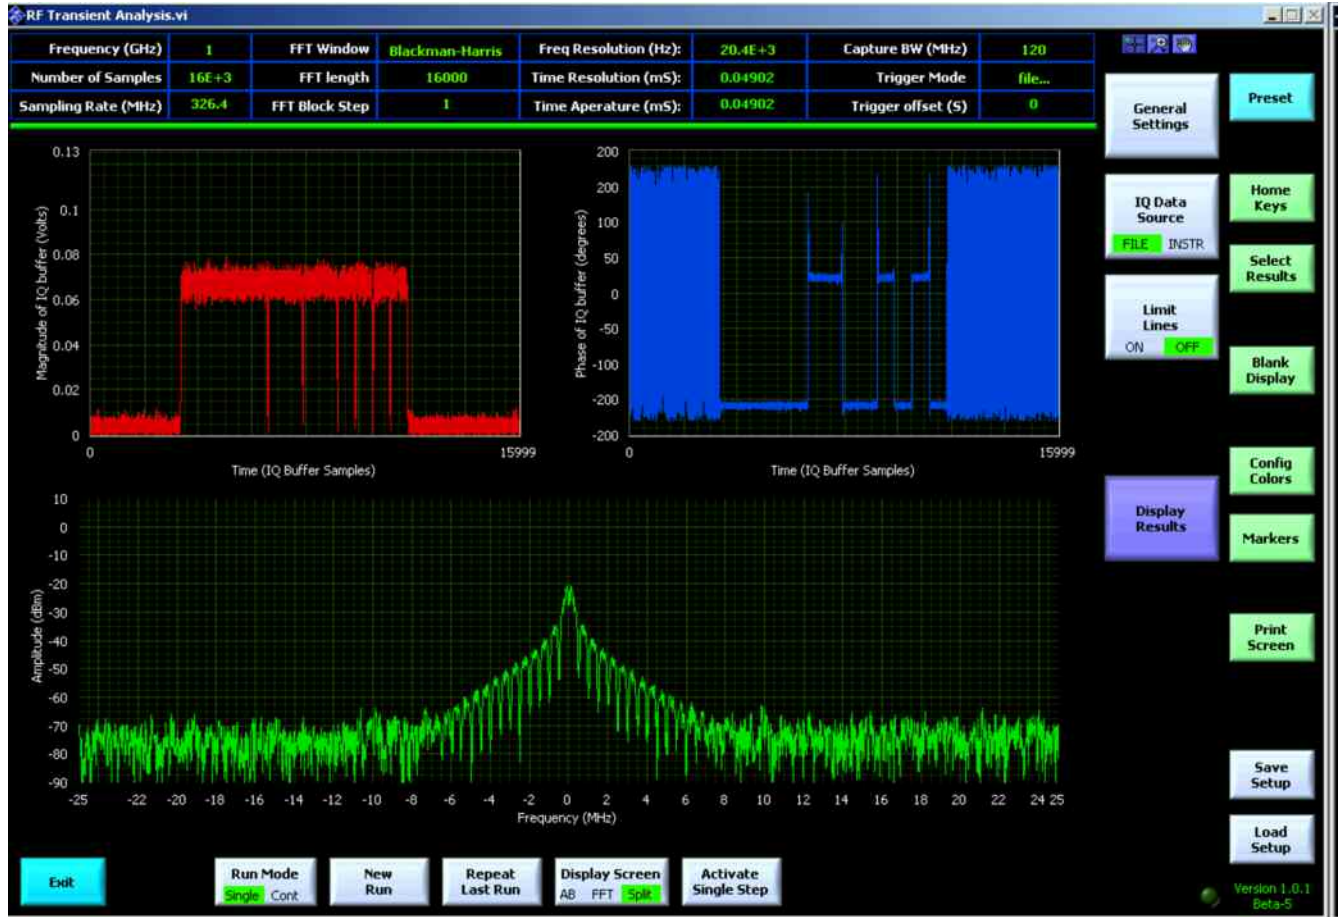 RF Transient Analysis.vi
Frequency (GHz) 1 FFT Window Blackman-Harris Freq Resolution (Hz): 20.4E+3 Capture BW (MHz) 120
Number of Samples 16E+3 FFT length 16000 Time Resolution (mS): 0.04902 Trigger Mode file...
Sampling Rate (MHz) 326.4 FFT Block Step 1 Time Aperature (mS): 0.04902 Trigger offset (S) 0
General
Settings
Preset
IQ Data
Source
FILE INSTR
Home
Keys
Select
Results
Limit
Lines
ON OFF
Blank
Display
Config
Colors
Display
Results
Markers
Print
Screen
Save
Setup
Load
Setup
Magnitude of IQ buffer (Volts)
0.13
0.1
0.08
0.06
0.04
0.02
0
0 15999
Time (IQ Buffer Samples)
Phase of IQ buffer (degrees)
200
200
100
50
0
-50
-100
-200
-200
0 15999
Time (IQ Buffer Samples)
Amplitude (dBm)
10
0
-10
-20
-30
-40
-50
-60
-70
-80
-90
-25 -22 -20 -18 -16 -14 -12 -10 -8 -6 -4 -2 0 2 4 6 8 10 12 14 16 18 20 22 24 25
Frequency (MHz)
Exit
Run Mode
Single Cont
New
Run
Repeat
Last Run
Display Screen
AB FFT Split
Activate
Single Step
Version 1.0.1
Beta-5